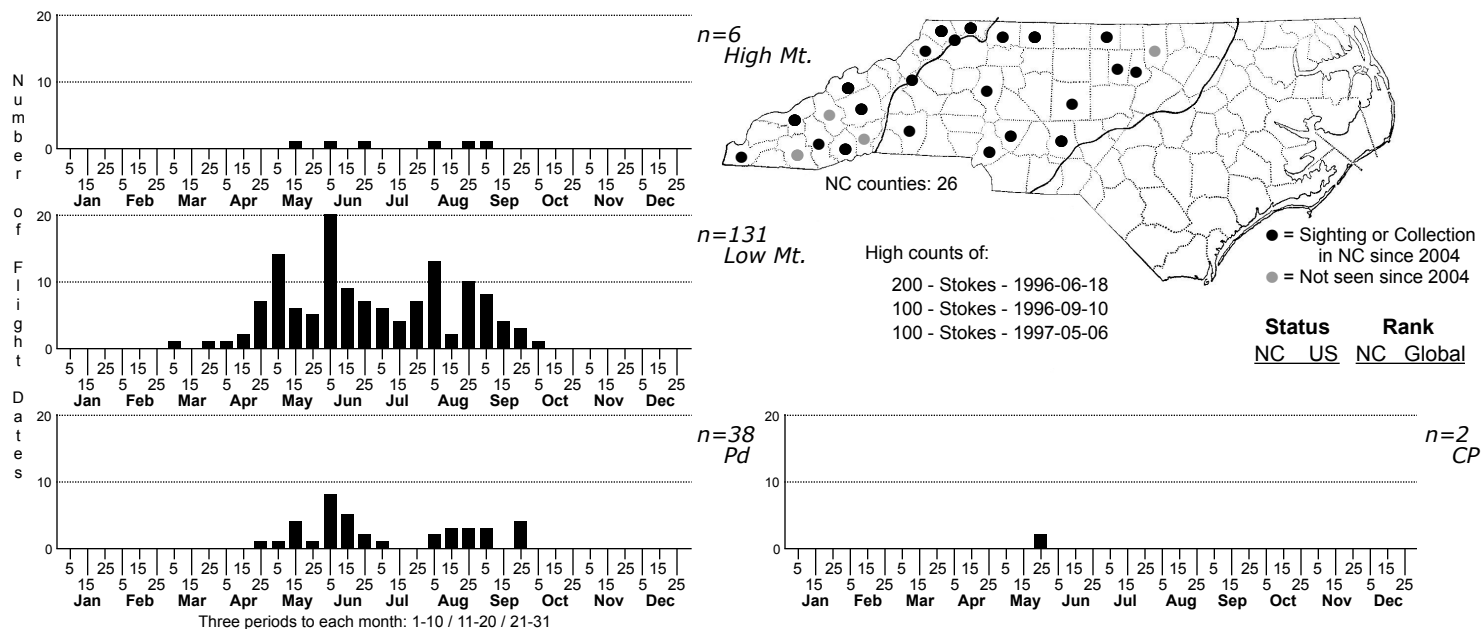 Number of Flight Dates
20
10
0
5 25 15 5 25 15 5 25 15 5 25 15 5 25 15 5 25 15
15 5 25 15 5 25 15 5 25 15 5 25 15 5 25 15 5 25
Jan Feb Mar Apr May Jun Jul Aug Sep Oct Nov Dec
n=6
High Mt.
20
10
0
5 25 15 5 25 15 5 25 15 5 25 15 5 25 15 5 25 15
15 5 25 15 5 25 15 5 25 15 5 25 15 5 25 15 5 25
Jan Feb Mar Apr May Jun Jul Aug Sep Oct Nov Dec
n=131
Low Mt.
20
10
0
5 25 15 5 25 15 5 25 15 5 25 15 5 25 15 5 25 15
15 5 25 15 5 25 15 5 25 15 5 25 15 5 25 15 5 25
Jan Feb Mar Apr May Jun Jul Aug Sep Oct Nov Dec
n=38
Pd
Three periods to each month: 1-10 / 11-20 / 21-31
NC counties: 26
High counts of:
200 - Stokes - 1996-06-18
100 - Stokes - 1996-09-10
100 - Stokes - 1997-05-06
= Sighting or Collection
in NC since 2004
= Not seen since 2004
Status Rank
NC US NC Global
20
10
0
5 25 15 5 25 15 5 25 15 5 25 15 5 25 15 5 25 15
15 5 25 15 5 25 15 5 25 15 5 25 15 5 25 15 5 25
Jan Feb Mar Apr May Jun Jul Aug Sep Oct Nov Dec
n=2
CP